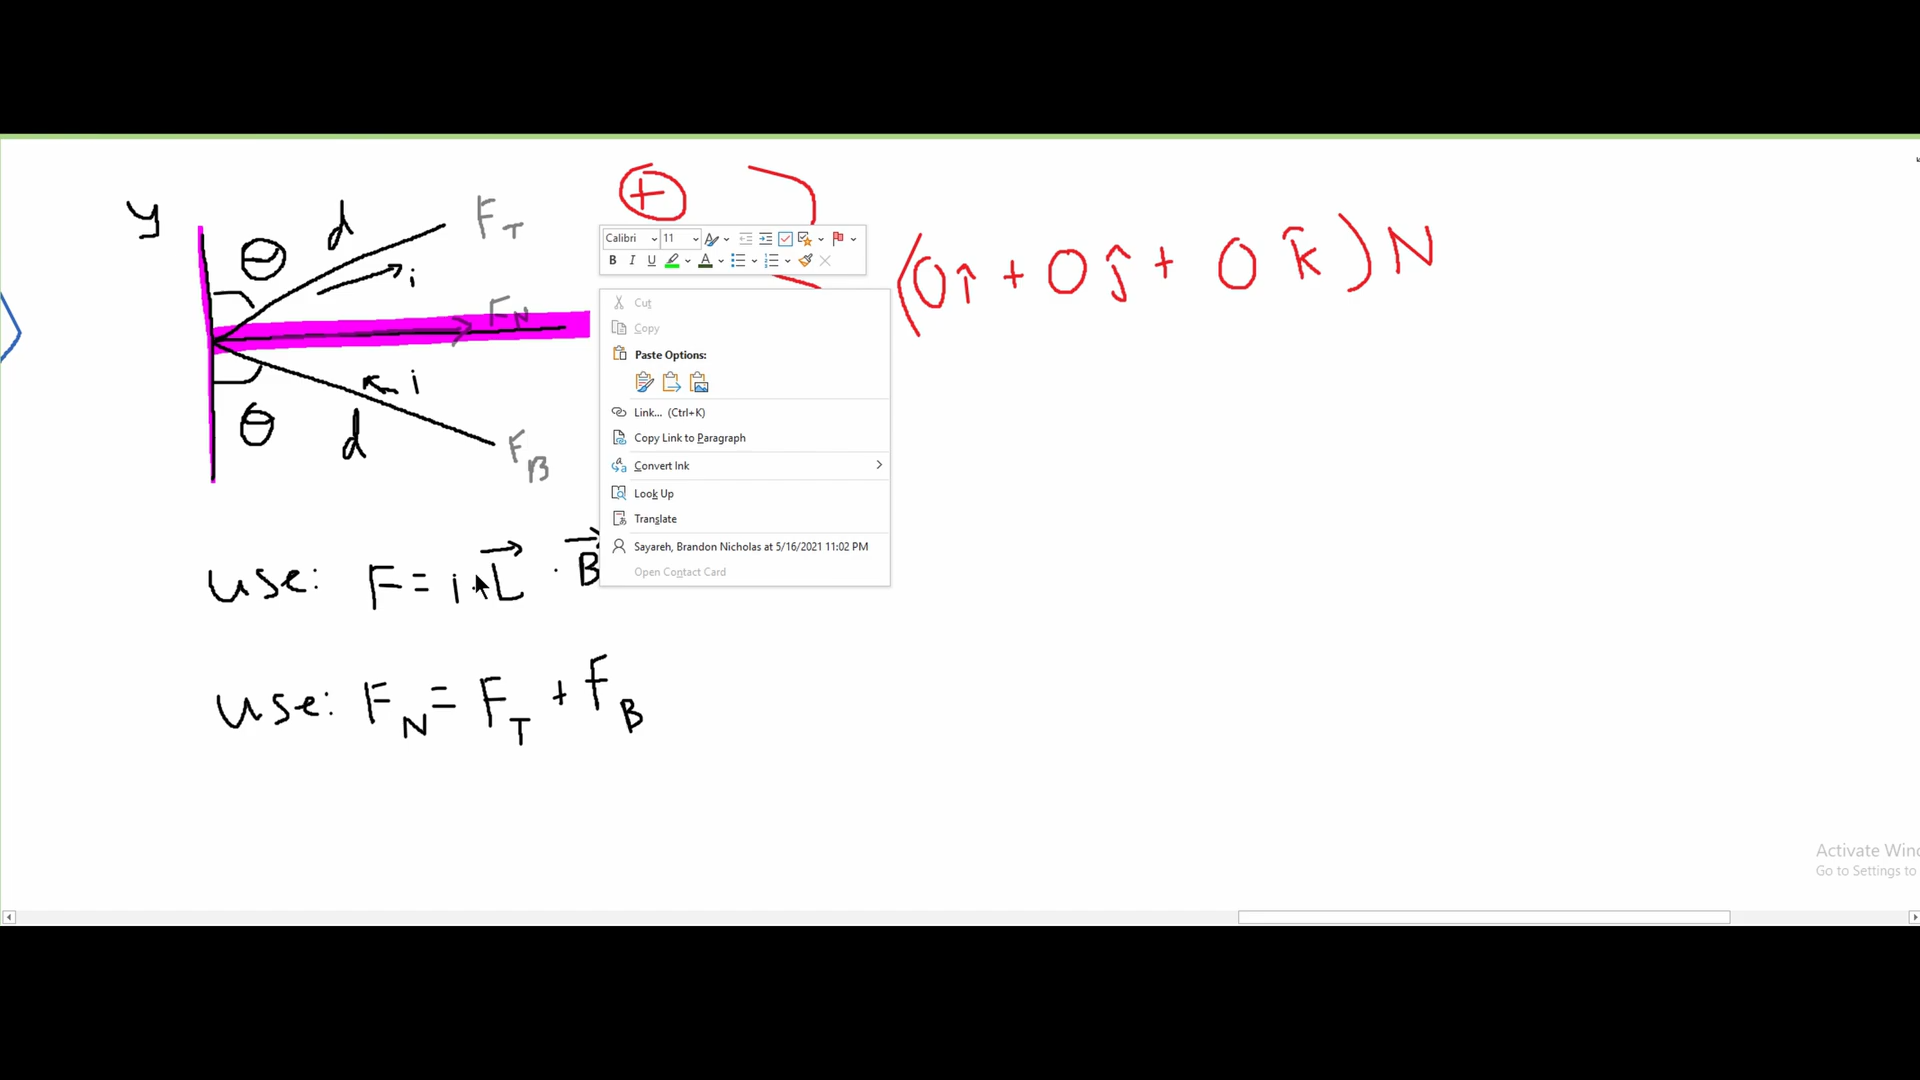 y
θ
d
F_T
i
F_N
i
θ
d
F_B
+
(0î + 0ĵ + 0k̂) N
Calibri 11
B I U A
Cut
Copy
Paste Options:
Link... (Ctrl+K)
Copy Link to Paragraph
Convert Ink
Look Up
Translate
Sayareh, Brandon Nicholas at 5/16/2021 11:02 PM
Open Contact Card
use: F = i · L⃗ · B⃗
use: F_N = F_T + F_B
Activate Win
Go to Settings to